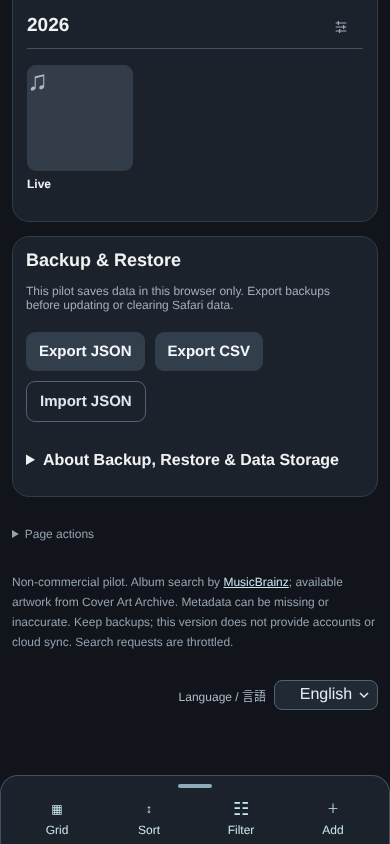 2026
Live
Backup & Restore
This pilot saves data in this browser only. Export backups
before updating or clearing Safari data.
Export JSON
Export CSV
Import JSON
About Backup, Restore & Data Storage
Page actions
Non-commercial pilot. Album search by MusicBrainz; available
artwork from Cover Art Archive. Metadata can be missing or
inaccurate. Keep backups; this version does not provide accounts or
cloud sync. Search requests are throttled.
Language / 言語
English
Grid
Sort
Filter
Add